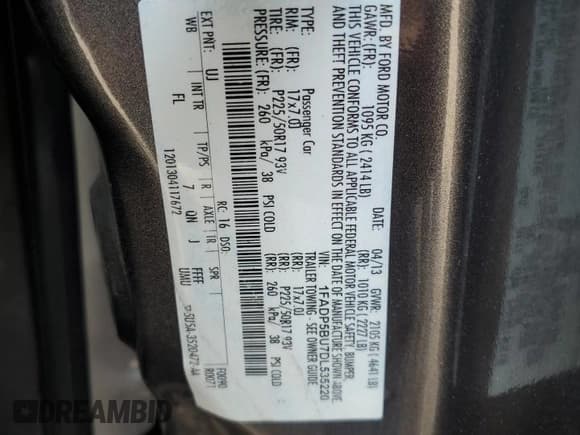 MFD. BY FORD MOTOR CO.
DATE: 04/13 GVWR: 2105 KG ( 4641 LB)
GAWR: (FR): 1095 KG ( 2414 LB) (RR): 1010 KG ( 2227 LB)
THIS VEHICLE CONFORMS TO ALL APPLICABLE FEDERAL MOTOR VEHICLE SAFETY, BUMPER,
AND THEFT PREVENTION STANDARDS IN EFFECT ON THE DATE OF MANUFACTURE SHOWN ABOVE.
VIN: 1FADP5BU7DL535220
TYPE: Passenger Car TRAILER TOWING - SEE OWNER GUIDE
RIM: (FR): 17x7.0J (RR): 17x7.0J
TIRE: (FR): P225/50R17 93V (RR): P225/50R17 93V
PRESSURE: (FR): 260 kPa/ 38 PSI COLD (RR): 260 kPa/ 38 PSI COLD
EXT PNT: UJ RC: 16 DSO:
WB INT TR TP/PS R AXLE TR SPR
FL 7 QN J FFFF
1201304117672 UMU
DREAMBID